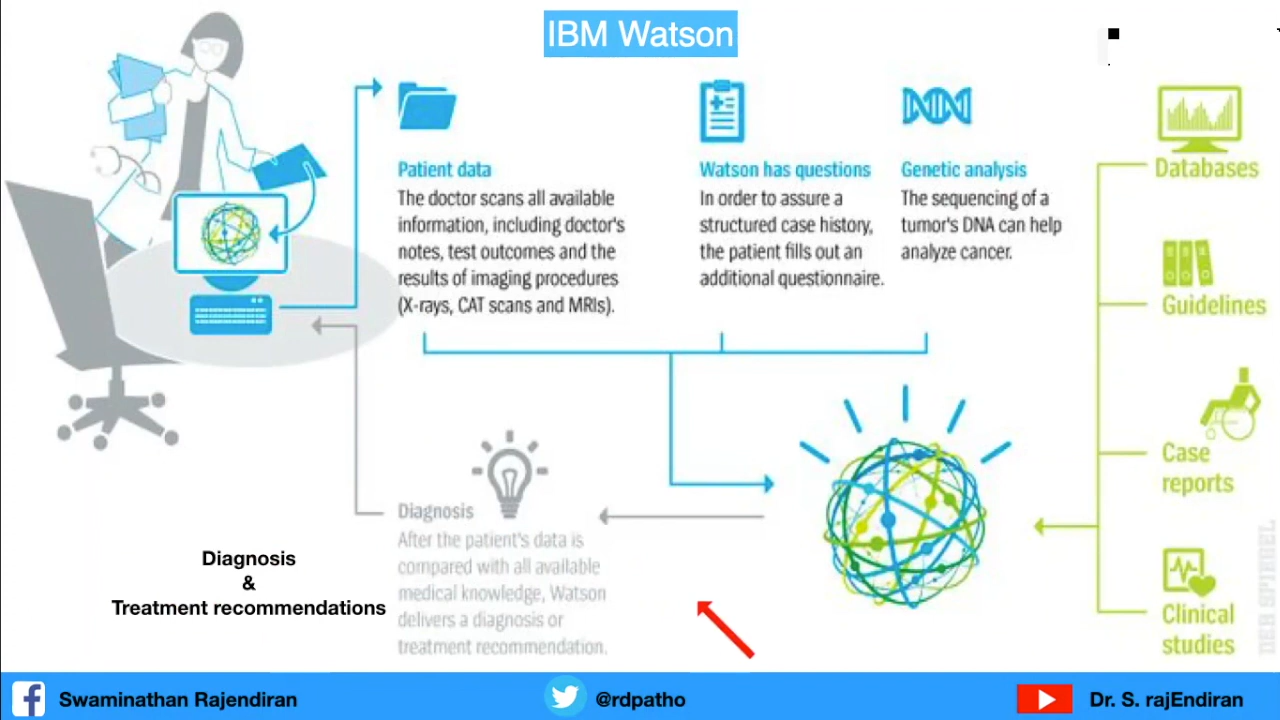 IBM Watson
Patient data
The doctor scans all available
information, including doctor's
notes, test outcomes and the
results of imaging procedures
(X-rays, CAT scans and MRIs).
Watson has questions
In order to assure a
structured case history,
the patient fills out an
additional questionnaire.
Genetic analysis
The sequencing of a
tumor's DNA can help
analyze cancer.
Databases
Guidelines
Case
reports
Clinical
studies
Diagnosis
After the patient's data is
compared with all available
medical knowledge, Watson
delivers a diagnosis or
treatment recommendation.
Diagnosis
&
Treatment recommendations
DER SPIEGEL
Swaminathan Rajendiran
@rdpatho
Dr. S. rajEndiran